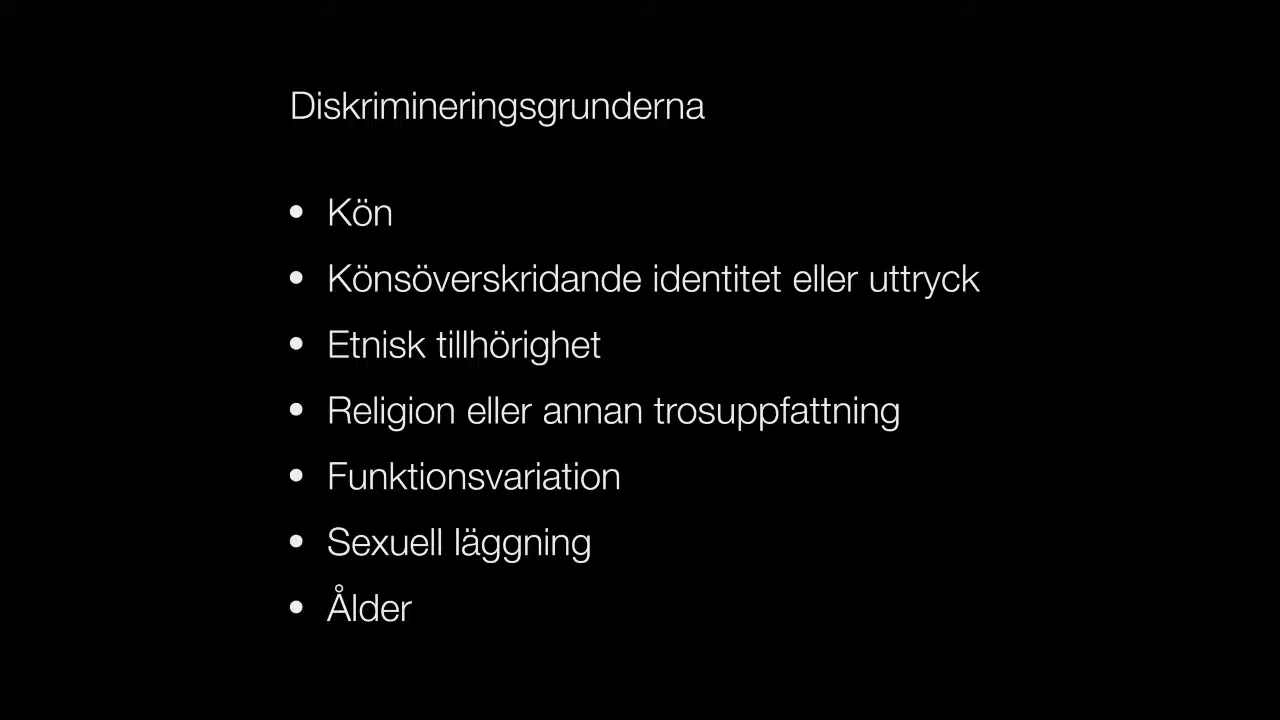 Diskrimineringsgrunderna
• Kön
• Könsöverskridande identitet eller uttryck
• Etnisk tillhörighet
• Religion eller annan trosuppfattning
• Funktionsvariation
• Sexuell läggning
• Ålder